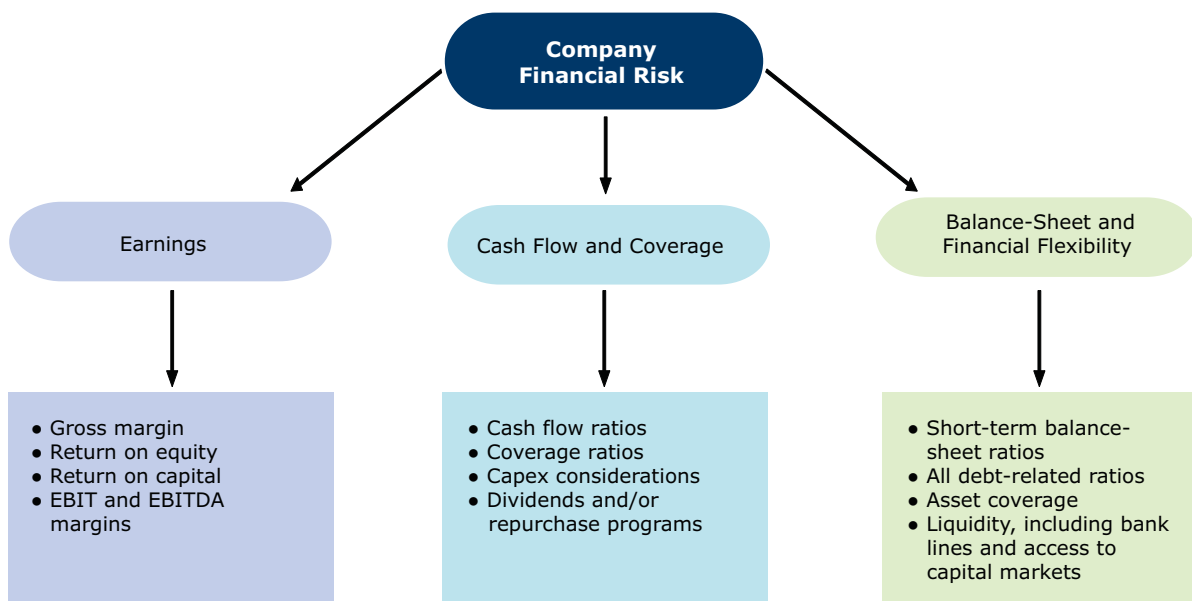 Company
Financial Risk
Earnings
Cash Flow and Coverage
Balance-Sheet and
Financial Flexibility
● Gross margin
● Return on equity
● Return on capital
● EBIT and EBITDA
margins
● Cash flow ratios
● Coverage ratios
● Capex considerations
● Dividends and/or
repurchase programs
● Short-term balance-
sheet ratios
● All debt-related ratios
● Asset coverage
● Liquidity, including bank
lines and access to
capital markets